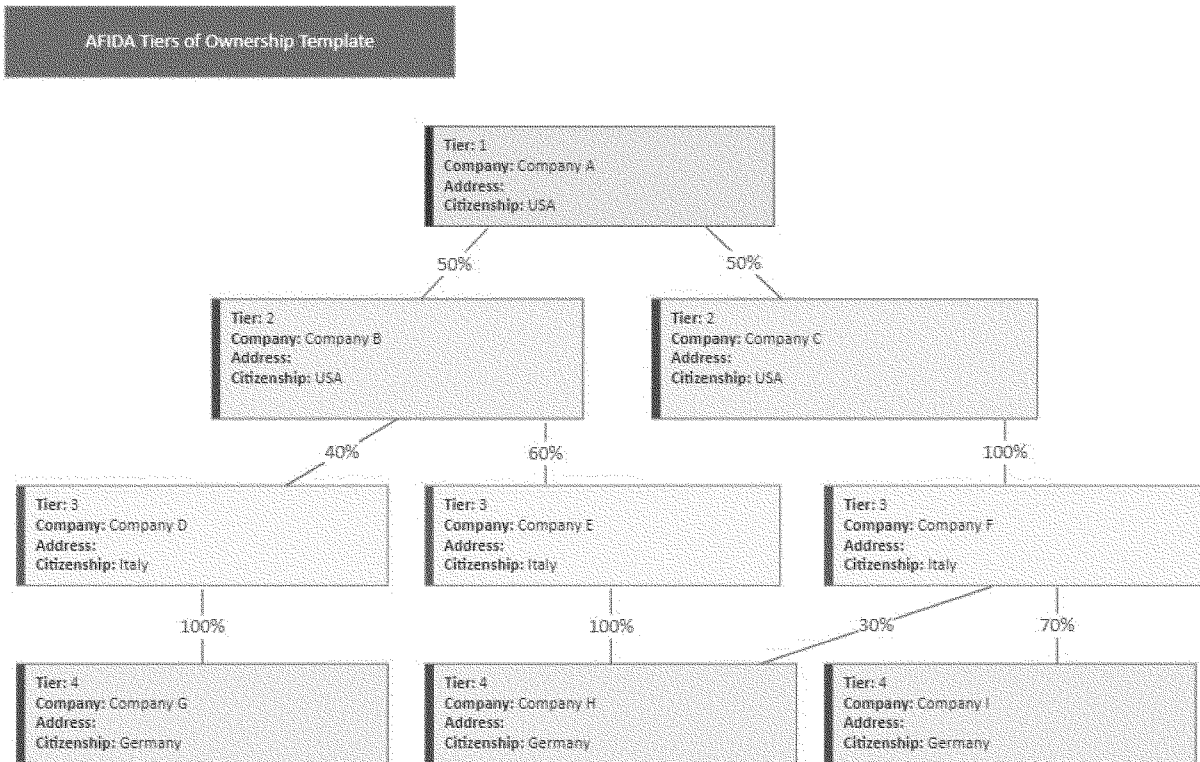 AFIDA Tiers of Ownership Template
Tier: 1
Company: Company A
Address:
Citizenship: USA
50%
50%
Tier: 2
Company: Company B
Address:
Citizenship: USA
Tier: 2
Company: Company C
Address:
Citizenship: USA
40%
60%
100%
Tier: 3
Company: Company D
Address:
Citizenship: Italy
Tier: 3
Company: Company E
Address:
Citizenship: Italy
Tier: 3
Company: Company F
Address:
Citizenship: Italy
100%
100%
30%
70%
Tier: 4
Company: Company G
Address:
Citizenship: Germany
Tier: 4
Company: Company H
Address:
Citizenship: Germany
Tier: 4
Company: Company I
Address:
Citizenship: Germany